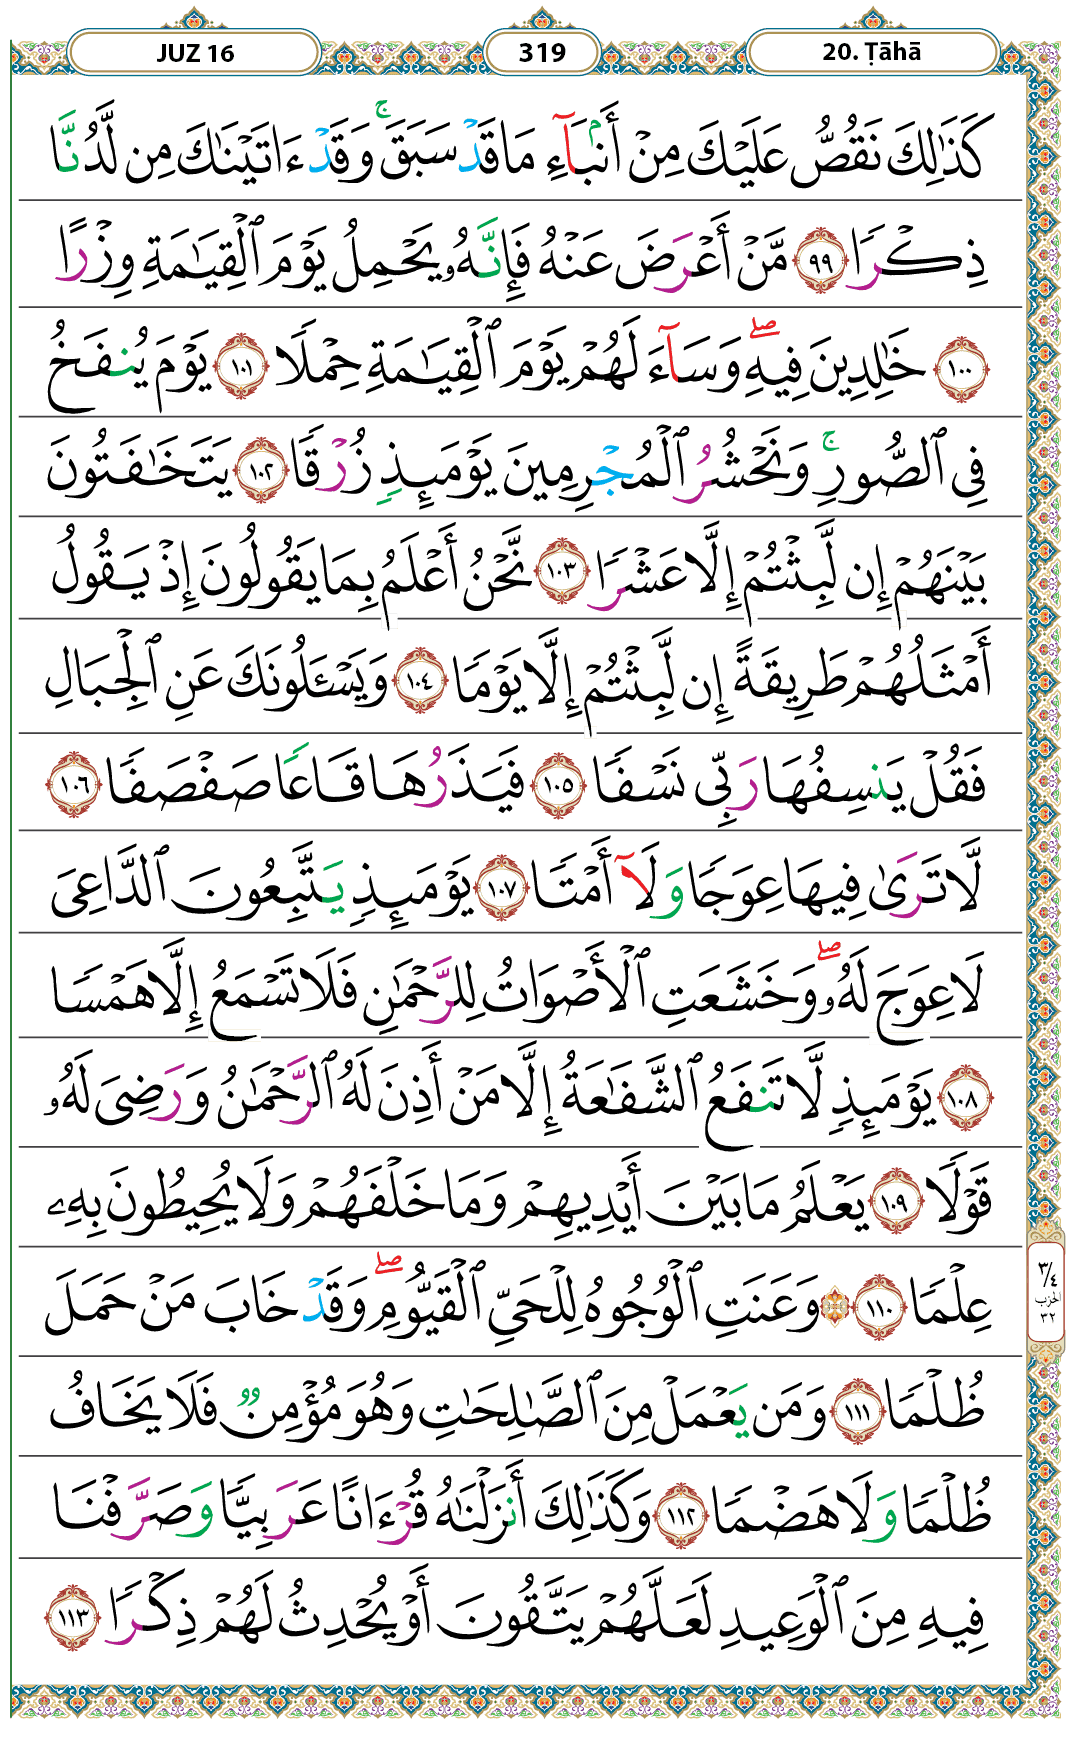 JUZ 16
319
20. Ṭāhā
كَذَٰلِكَ نَقُصُّ عَلَيْكَ مِنْ أَنۢبَآءِ مَا قَدْ سَبَقَ ۚ وَقَدْ ءَاتَيْنَـٰكَ مِن لَّدُنَّا
ذِكْرًا ٩٩ مَّنْ أَعْرَضَ عَنْهُ فَإِنَّهُۥ يَحْمِلُ يَوْمَ ٱلْقِيَـٰمَةِ وِزْرًا
١٠٠ خَـٰلِدِينَ فِيهِ ۖ وَسَآءَ لَهُمْ يَوْمَ ٱلْقِيَـٰمَةِ حِمْلًا ١٠١ يَوْمَ يُنفَخُ
فِى ٱلصُّورِ ۚ وَنَحْشُرُ ٱلْمُجْرِمِينَ يَوْمَئِذٍ زُرْقًا ١٠٢ يَتَخَـٰفَتُونَ
بَيْنَهُمْ إِن لَّبِثْتُمْ إِلَّا عَشْرًا ١٠٣ نَّحْنُ أَعْلَمُ بِمَا يَقُولُونَ إِذْ يَقُولُ
أَمْثَلُهُمْ طَرِيقَةً إِن لَّبِثْتُمْ إِلَّا يَوْمًا ١٠٤ وَيَسْـَٔلُونَكَ عَنِ ٱلْجِبَالِ
فَقُلْ يَنسِفُهَا رَبِّى نَسْفًا ١٠٥ فَيَذَرُهَا قَاعًا صَفْصَفًا ١٠٦
لَّا تَرَىٰ فِيهَا عِوَجًا وَلَآ أَمْتًا ١٠٧ يَوْمَئِذٍ يَتَّبِعُونَ ٱلدَّاعِىَ
لَا عِوَجَ لَهُۥ ۖ وَخَشَعَتِ ٱلْأَصْوَاتُ لِلرَّحْمَـٰنِ فَلَا تَسْمَعُ إِلَّا هَمْسًا
١٠٨ يَوْمَئِذٍ لَّا تَنفَعُ ٱلشَّفَـٰعَةُ إِلَّا مَنْ أَذِنَ لَهُ ٱلرَّحْمَـٰنُ وَرَضِىَ لَهُۥ
قَوْلًا ١٠٩ يَعْلَمُ مَا بَيْنَ أَيْدِيهِمْ وَمَا خَلْفَهُمْ وَلَا يُحِيطُونَ بِهِۦ
عِلْمًا ١١٠ ۞ وَعَنَتِ ٱلْوُجُوهُ لِلْحَىِّ ٱلْقَيُّومِ ۖ وَقَدْ خَابَ مَنْ حَمَلَ
ظُلْمًا ١١١ وَمَن يَعْمَلْ مِنَ ٱلصَّـٰلِحَـٰتِ وَهُوَ مُؤْمِنٌ فَلَا يَخَافُ
ظُلْمًا وَلَا هَضْمًا ١١٢ وَكَذَٰلِكَ أَنزَلْنَـٰهُ قُرْءَانًا عَرَبِيًّا وَصَرَّفْنَا
فِيهِ مِنَ ٱلْوَعِيدِ لَعَلَّهُمْ يَتَّقُونَ أَوْ يُحْدِثُ لَهُمْ ذِكْرًا ١١٣
٣/٤
الحزب
٣٢